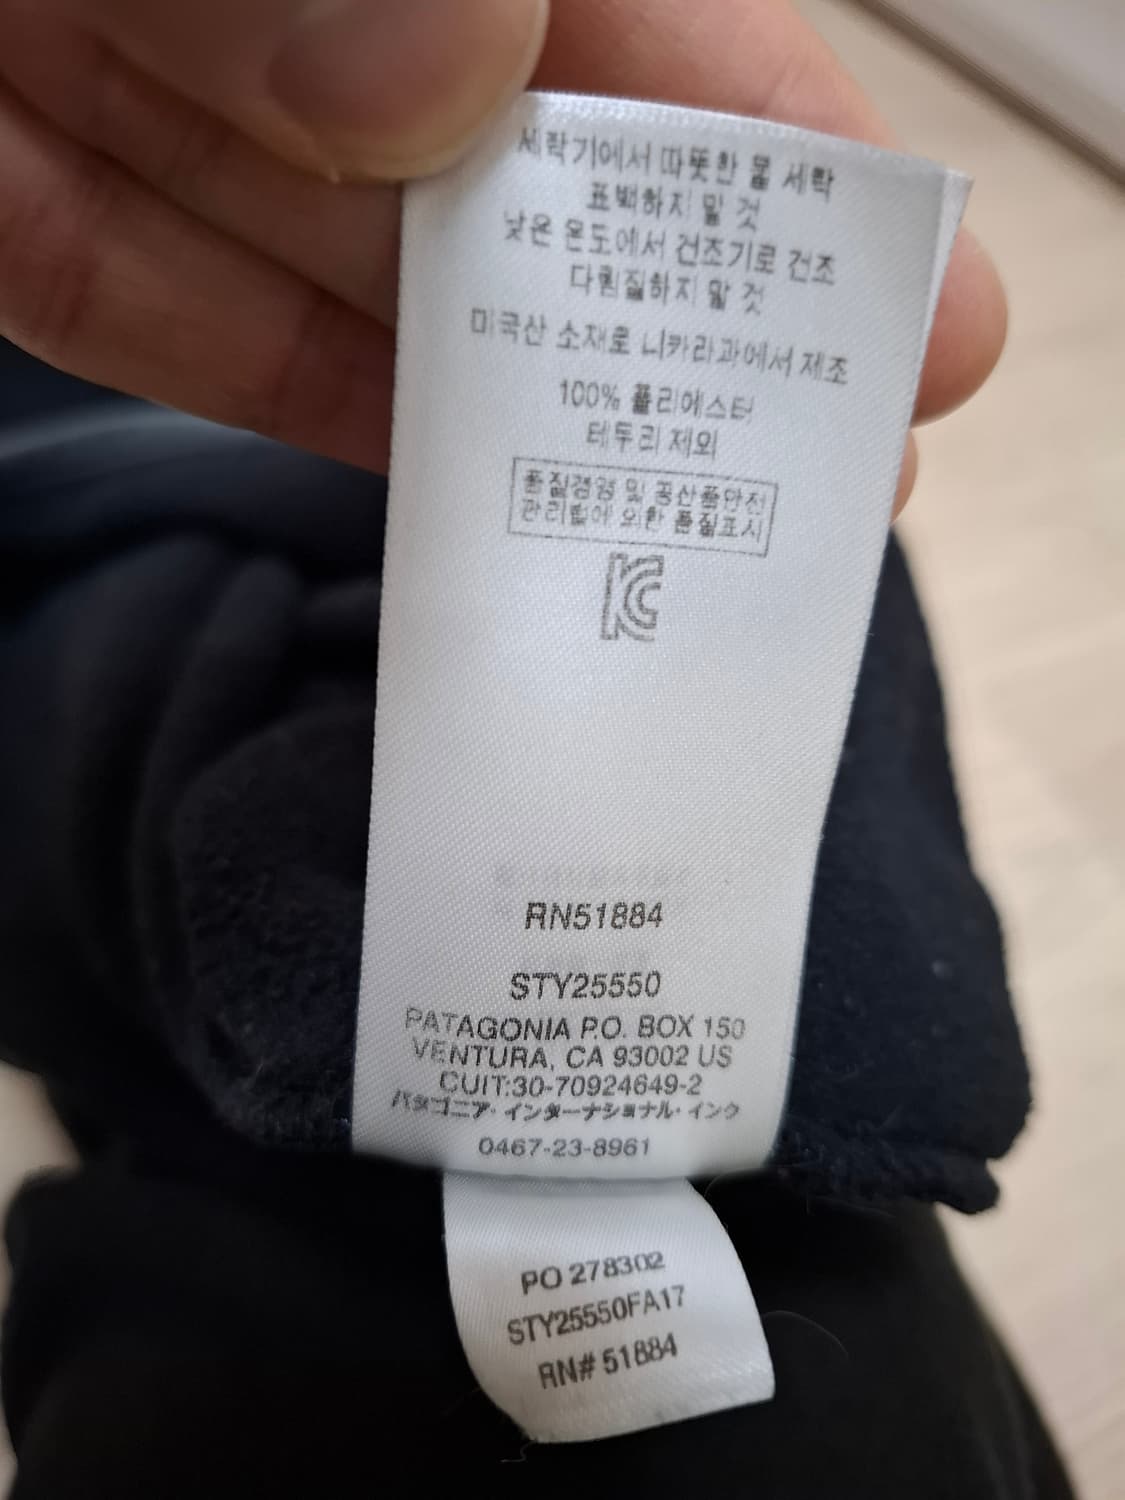 세탁기에서 따뜻한 물 세탁
표백하지 말 것
낮은 온도에서 건조기로 건조
다림질하지 말 것
미국산 소재로 니카라과에서 제조
100% 폴리에스터
테두리 제외
품질경영 및 공산품안전
관리법에 의한 품질표시
KC
RN51884
STY25550
PATAGONIA P.O. BOX 150
VENTURA, CA 93002 US
CUIT:30-70924649-2
パタゴニア・インターナショナル・インク
0467-23-8961
PO 278302
STY25550FA17
RN# 51884